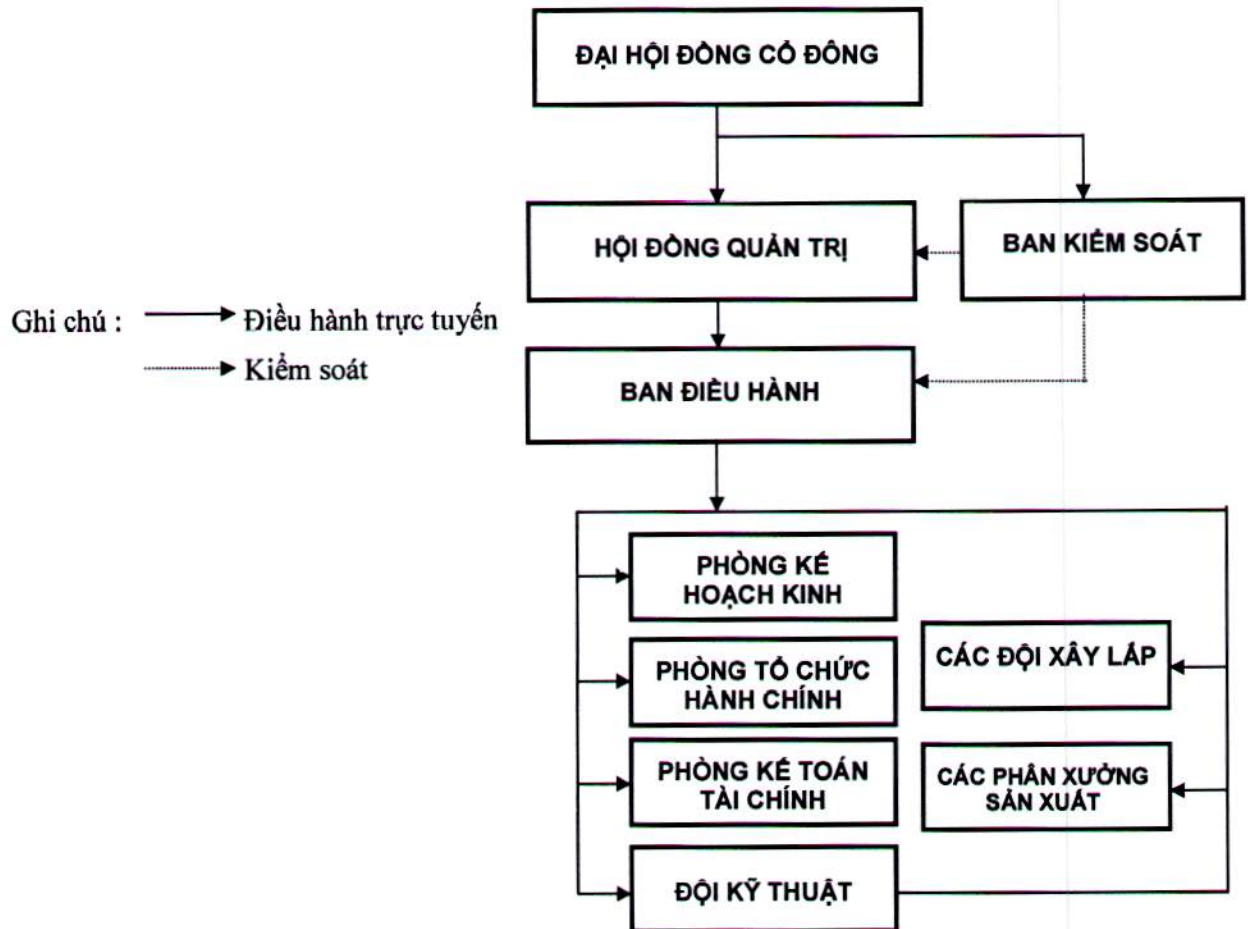 ĐẠI HỘI ĐỒNG CỔ ĐÔNG
HỘI ĐỒNG QUẢN TRỊ
BAN KIỂM SOÁT
Ghi chú :
Điều hành trực tuyến
Kiểm soát
BAN ĐIỀU HÀNH
PHÒNG KẾ
HOẠCH KINH
PHÒNG TỔ CHỨC
HÀNH CHÍNH
PHÒNG KẾ TOÁN
TÀI CHÍNH
ĐỘI KỸ THUẬT
CÁC ĐỘI XÂY LẮP
CÁC PHÂN XƯỞNG
SẢN XUẤT